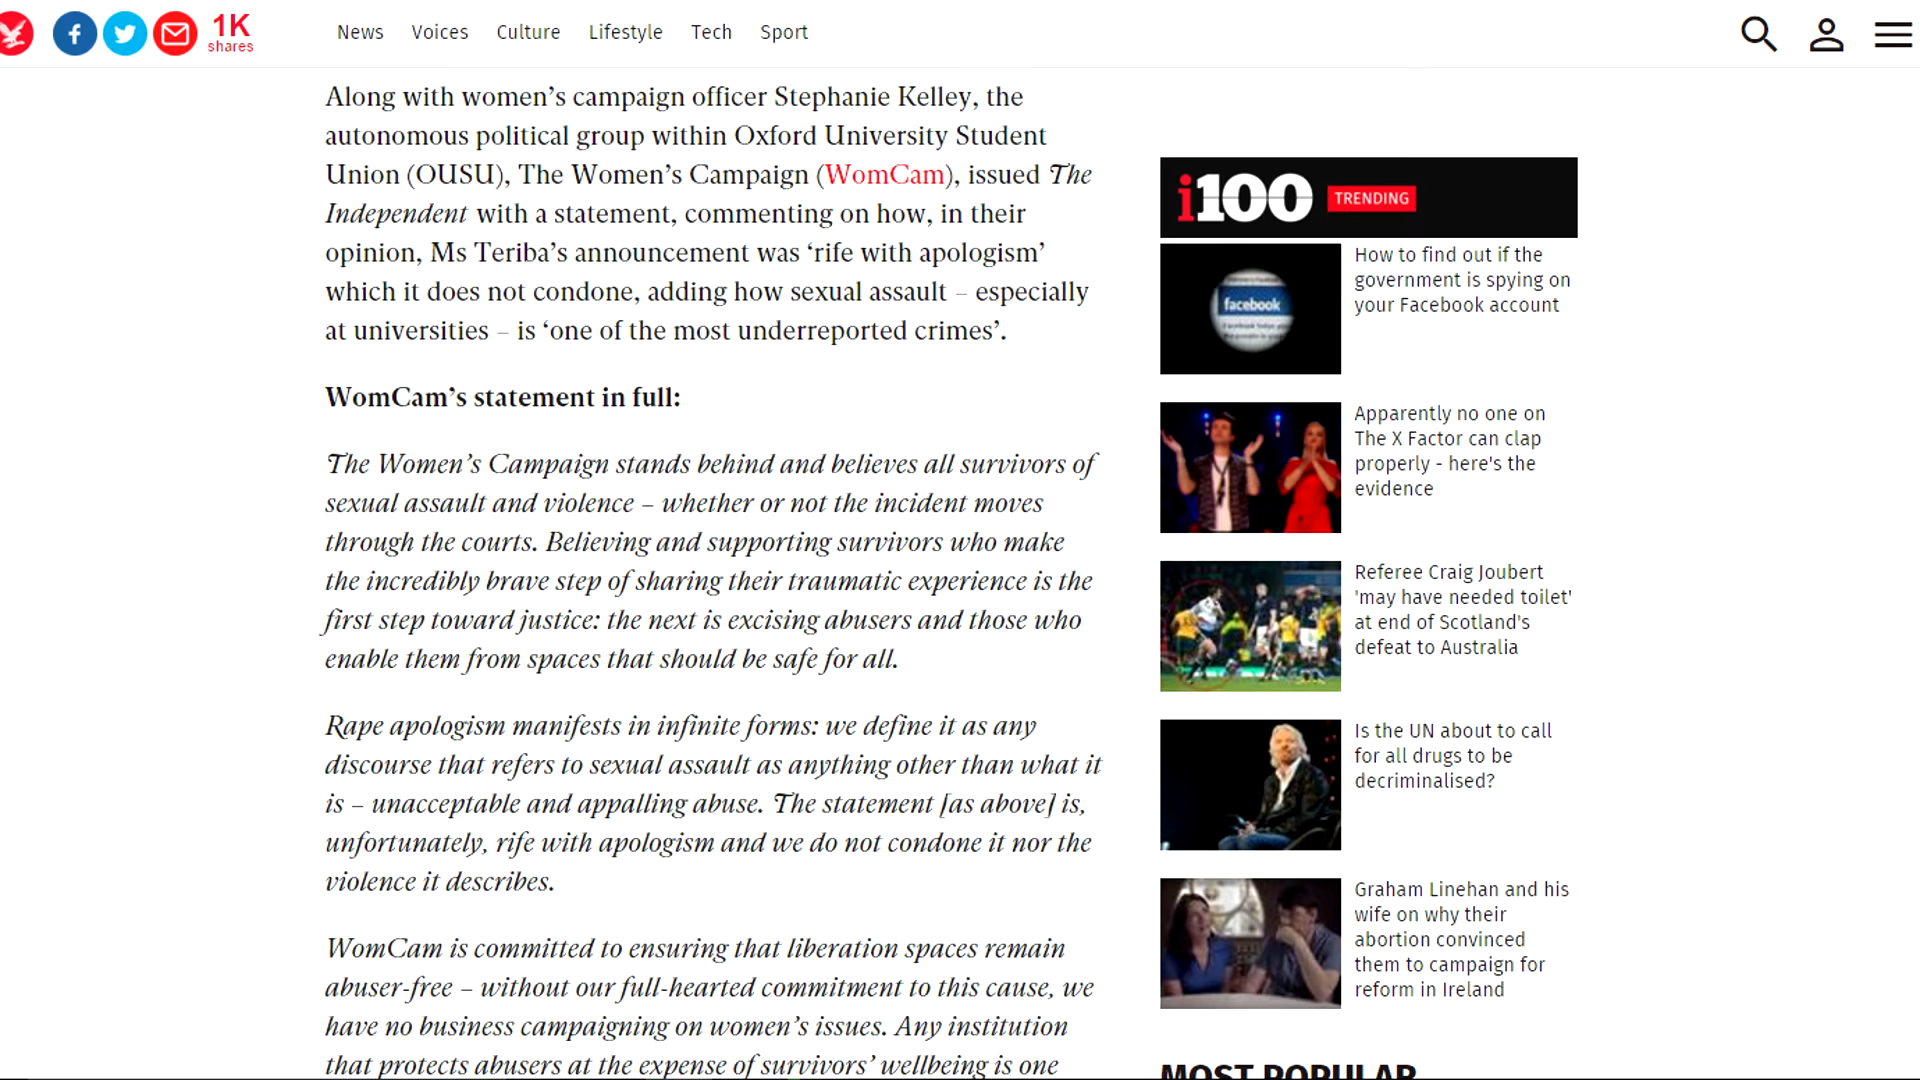 1K
shares
News Voices Culture Lifestyle Tech Sport
Along with women’s campaign officer Stephanie Kelley, the
autonomous political group within Oxford University Student
Union (OUSU), The Women’s Campaign (WomCam), issued The
Independent with a statement, commenting on how, in their
opinion, Ms Teriba’s announcement was ‘rife with apologism’
which it does not condone, adding how sexual assault – especially
at universities – is ‘one of the most underreported crimes’.
WomCam’s statement in full:
The Women’s Campaign stands behind and believes all survivors of
sexual assault and violence – whether or not the incident moves
through the courts. Believing and supporting survivors who make
the incredibly brave step of sharing their traumatic experience is the
first step toward justice: the next is excising abusers and those who
enable them from spaces that should be safe for all.
Rape apologism manifests in infinite forms: we define it as any
discourse that refers to sexual assault as anything other than what it
is – unacceptable and appalling abuse. The statement [as above] is,
unfortunately, rife with apologism and we do not condone it nor the
violence it describes.
WomCam is committed to ensuring that liberation spaces remain
abuser-free – without our full-hearted commitment to this cause, we
have no business campaigning on women’s issues. Any institution
that protects abusers at the expense of survivors’ wellbeing is one
i100 TRENDING
facebook
How to find out if the
government is spying on
your Facebook account
Apparently no one on
The X Factor can clap
properly - here's the
evidence
Referee Craig Joubert
'may have needed toilet'
at end of Scotland's
defeat to Australia
Is the UN about to call
for all drugs to be
decriminalised?
Graham Linehan and his
wife on why their
abortion convinced
them to campaign for
reform in Ireland
MOST POPULAR